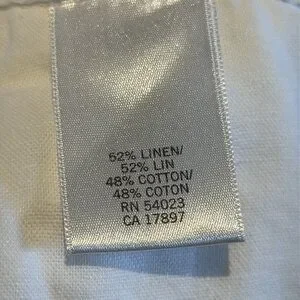 52% LINEN/
52% LIN
48% COTTON/
48% COTON
RN 54023
CA 17897